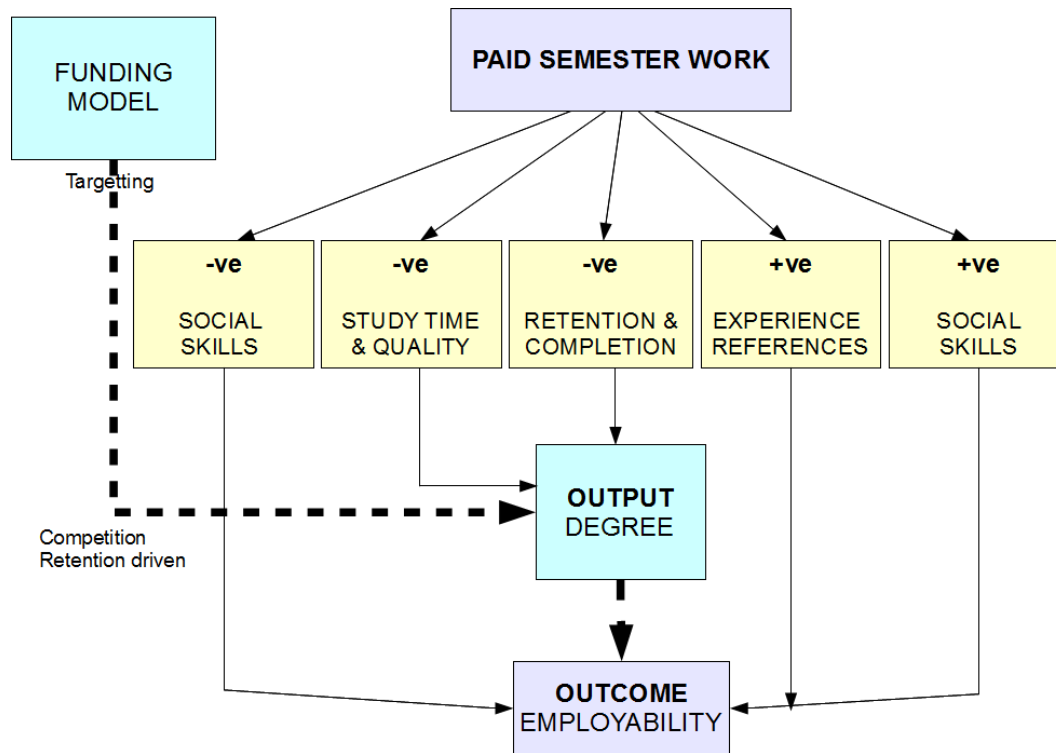 FUNDING
MODEL
PAID SEMESTER WORK
Targetting
-ve
SOCIAL
SKILLS
-ve
STUDY TIME
& QUALITY
-ve
RETENTION &
COMPLETION
+ve
EXPERIENCE
REFERENCES
+ve
SOCIAL
SKILLS
OUTPUT
DEGREE
Competition
Retention driven
OUTCOME
EMPLOYABILITY